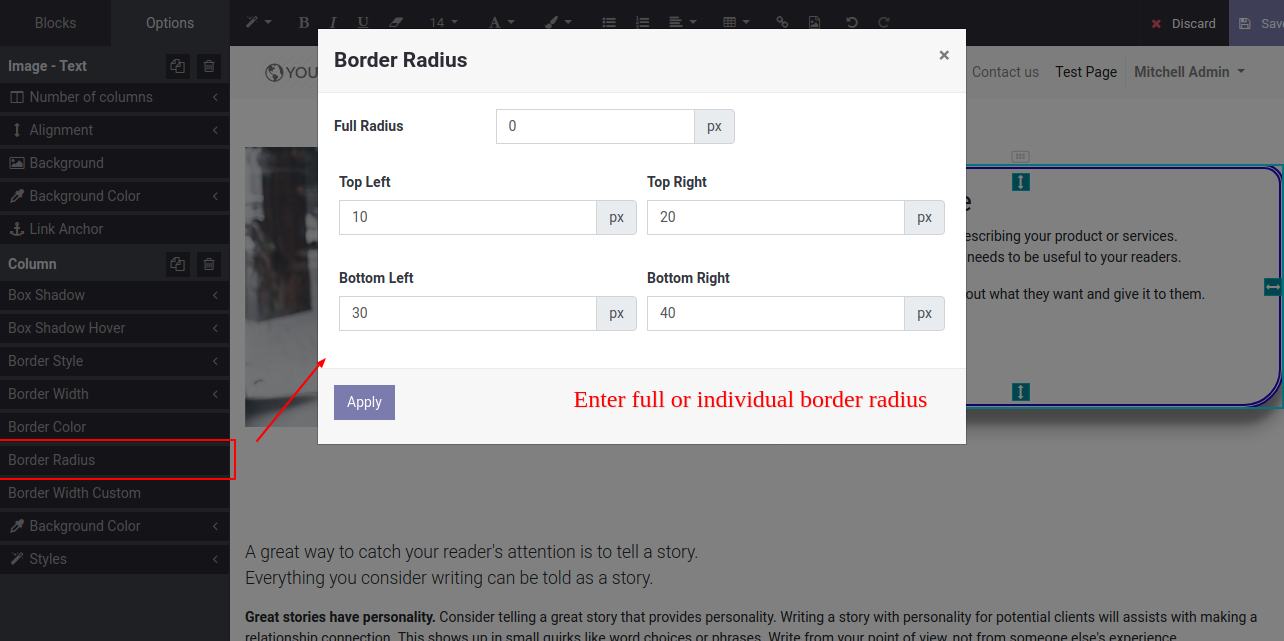 Blocks
Options
B I U 14 A
Discard
Save
Image - Text
Number of columns
Alignment
Background
Background Color
Link Anchor
Column
Box Shadow
Box Shadow Hover
Border Style
Border Width
Border Color
Border Radius
Border Width Custom
Background Color
Styles
YOU
Contact us
Test Page
Mitchell Admin
Border Radius
×
Full Radius
0 px
Top Left
Top Right
10 px
20 px
Bottom Left
Bottom Right
30 px
40 px
Apply
Enter full or individual border radius
e
escribing your product or services.
needs to be useful to your readers.
out what they want and give it to them.
A great way to catch your reader's attention is to tell a story.
Everything you consider writing can be told as a story.
Great stories have personality. Consider telling a great story that provides personality. Writing a story with personality for potential clients will assists with making a
relationship connection. This shows up in small quirks like word choices or phrases. Write from your point of view, not from someone else's experience.